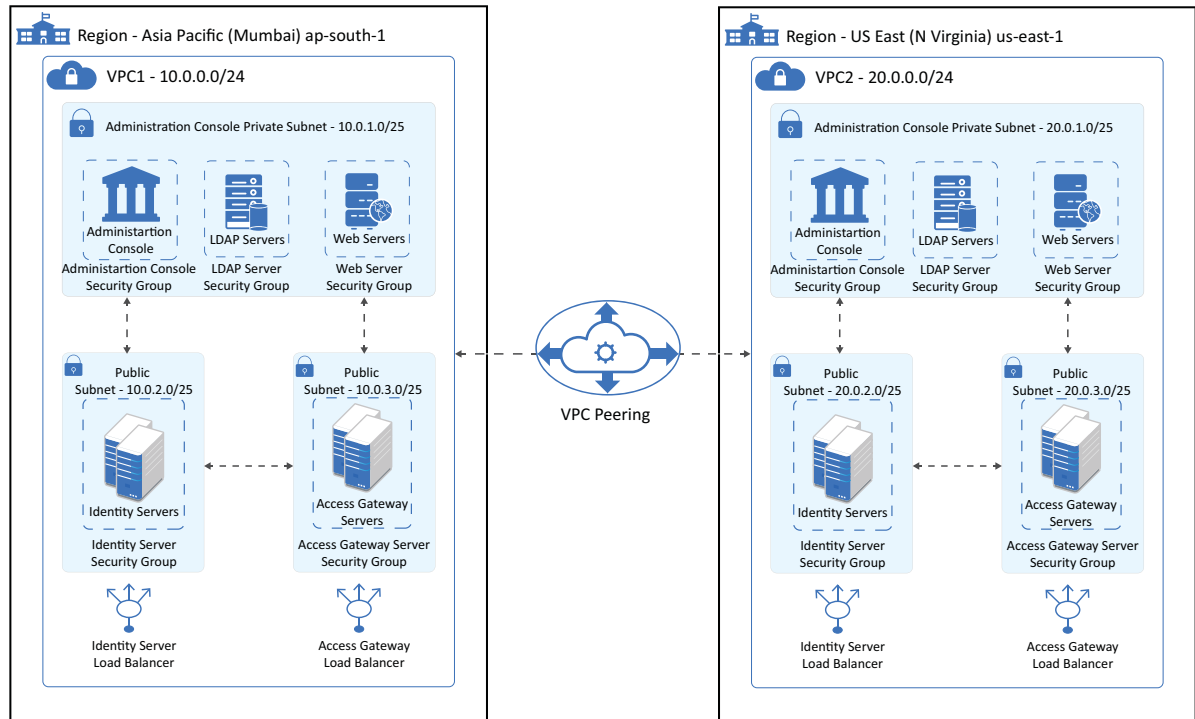 Region - Asia Pacific (Mumbai) ap-south-1
VPC1 - 10.0.0.0/24
Administration Console Private Subnet - 10.0.1.0/25
Administartion
Console
Administartion Console
Security Group
LDAP Servers
LDAP Server
Security Group
Web Servers
Web Server
Security Group
Public
Subnet - 10.0.2.0/25
Identity Servers
Identity Server
Security Group
Public
Subnet - 10.0.3.0/25
Access Gateway
Servers
Access Gateway Server
Security Group
Identity Server
Load Balancer
Access Gateway
Load Balancer
VPC Peering
Region - US East (N Virginia) us-east-1
VPC2 - 20.0.0.0/24
Administration Console Private Subnet - 20.0.1.0/25
Administartion
Console
Administartion Console
Security Group
LDAP Servers
LDAP Server
Security Group
Web Servers
Web Server
Security Group
Public
Subnet - 20.0.2.0/25
Identity Servers
Identity Server
Security Group
Public
Subnet - 20.0.3.0/25
Access Gateway
Servers
Access Gateway Server
Security Group
Identity Server
Load Balancer
Access Gateway
Load Balancer